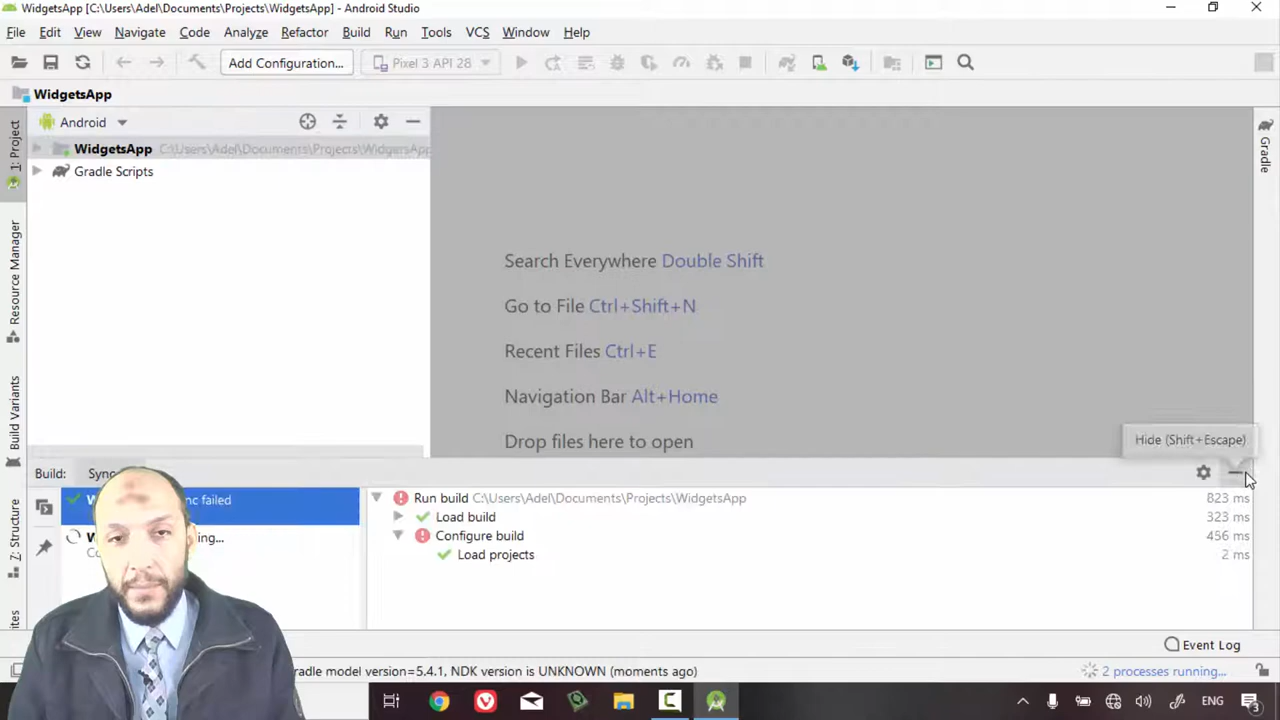 WidgetsApp [C:\Users\Adel\Documents\Projects\WidgetsApp] - Android Studio
File Edit View Navigate Code Analyze Refactor Build Run Tools VCS Window Help
Add Configuration... Pixel 3 API 28
WidgetsApp
Android
1: Project
WidgetsApp C:\Users\Adel\Documents\Projects\WidgetsApp
Gradle Scripts
Gradle
Resource Manager
Build Variants
Z: Structure
Search Everywhere Double Shift
Go to File Ctrl+Shift+N
Recent Files Ctrl+E
Navigation Bar Alt+Home
Drop files here to open
Hide (Shift+Escape)
Build:
failed
Run build C:\Users\Adel\Documents\Projects\WidgetsApp 823 ms
Load build 323 ms
Configure build 456 ms
Load projects 2 ms
Event Log
model version=5.4.1, NDK version is UNKNOWN (moments ago) 2 processes running...
ENG
3